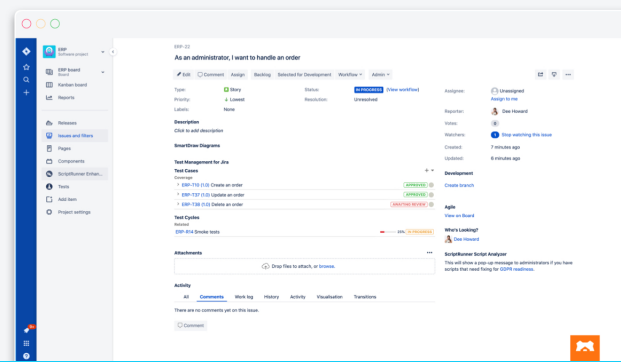 ERP-32
ERP
Software project
As an administrator, I want to handle an order
ERP board
Board
Kanban board
Reports
Releases
Issues and filters
Pages
Components
ScriptRunner Enhan...
Tests
Add item
Project settings
Edit Comment Assign Backlog Selected for Development Workflow Admin
Type: Story Status: IN PROGRESS (View workflow)
Priority: Lowest Resolution: Unresolved
Labels: None
Description
Click to add description
SmartDraw Diagrams
Test Management for Jira
Test Cases
Coverage
ERP-T10 (1.0) Create an order APPROVED
ERP-T37 (1.0) Update an order APPROVED
ERP-T38 (1.0) Delete an order AWAITING REVIEW
Test Cycles
Related
ERP-R14 Smoke tests 25% IN PROGRESS
Attachments
Drop files to attach, or browse.
Activity
All Comments Work log History Activity Visualisation Transitions
There are no comments yet on this issue.
Comment
Assignee: Unassigned
Assign to me
Reporter: Dee Howard
Votes: 0
Watchers: 1 Stop watching this issue
Created: 7 minutes ago
Updated: 6 minutes ago
Development
Create branch
Agile
View on Board
Who's Looking?
Dee Howard
ScriptRunner Script Analyzer
This will show a pop-up message to administrators if you have
scripts that need fixing for GDPR readiness.